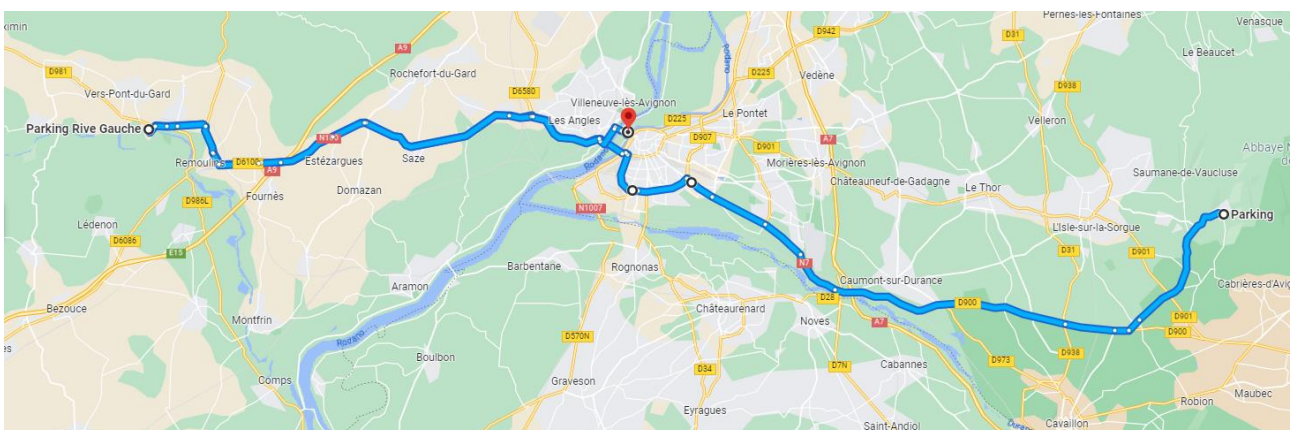 ximin
D981
Vers-Pont-du-Gard
Parking Rive Gauche
Remoulins
D6100
A9
A9
N100
Rochefort-du-Gard
D6580
Estézargues
Saze
Fournès
Domazan
D986L
Lédenon
D6086
E15
Bezouce
Montfrin
Comps
Aramon
Rodano
Boulbon
Villeneuve-lès-Avignon
Les Angles
Rodano
Rodano
D225
D225
D942
Le Pontet
Vedène
D907
D901
A7
Morières-lès-Avignon
Châteauneuf-de-Gadagne
N1007
Barbentane
Rognonas
D570N
Graveson
Châteaurenard
D34
Eyragues
N7
Caumont-sur-Durance
D28
A7
Noves
Cabannes
D7N
Saint-Andiol
Pernes-les-Fontaines
D31
D938
Velleron
Le Thor
L'Isle-sur-la-Sorgue
D31
D901
D900
D938
D901
D900
D973
Cavaillon
Venasque
Le Beaucet
Saumane-de-Vaucluse
Parking
Robion
Maubec